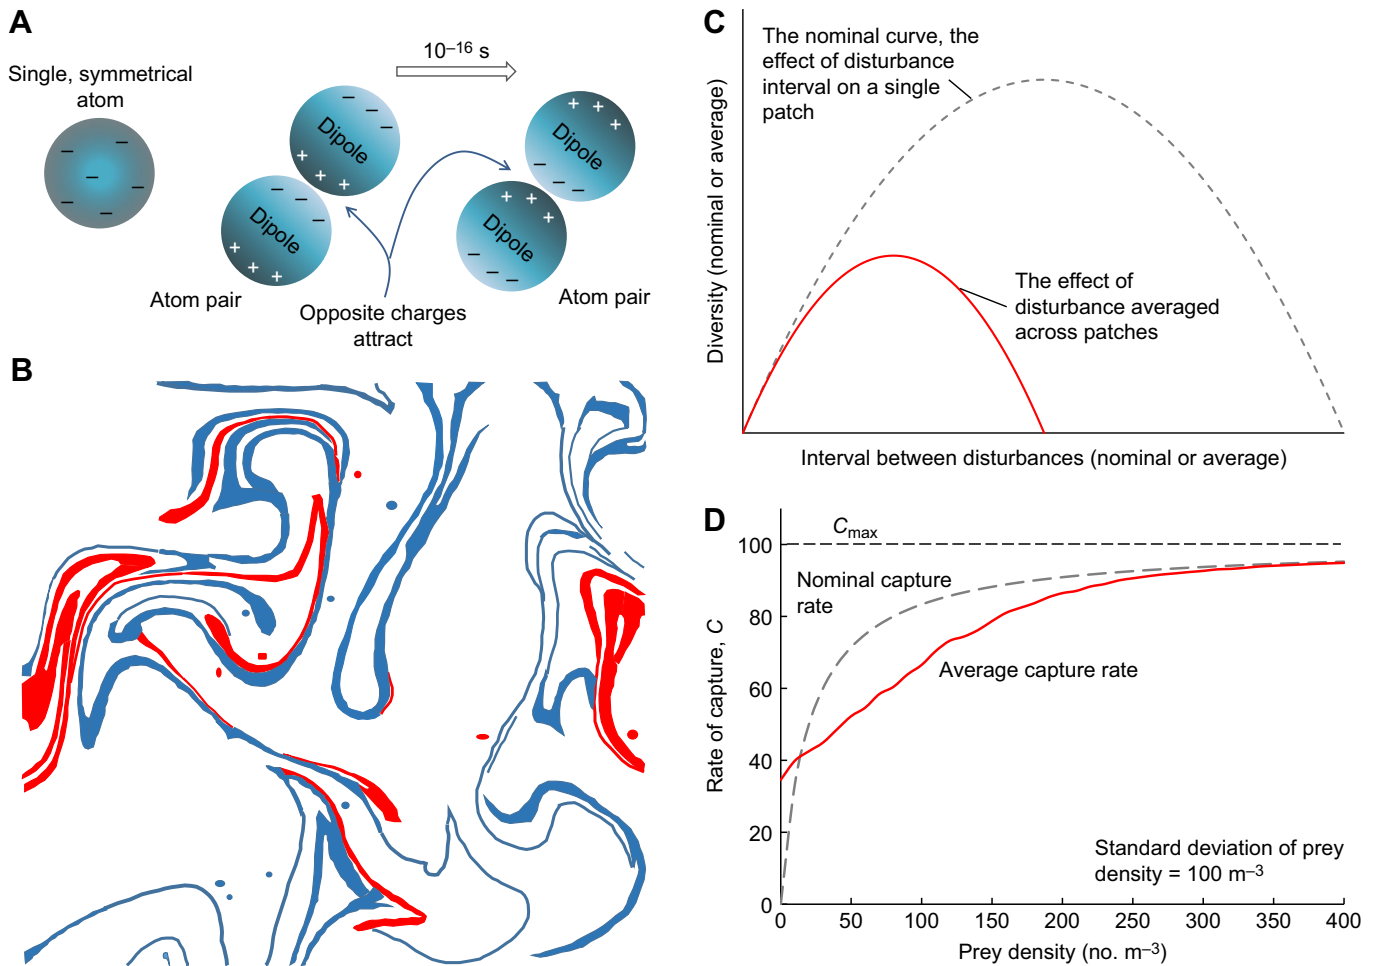 A
Single, symmetrical
atom
10–16 s
Dipole
Dipole
Dipole
Dipole
Atom pair
Opposite charges
attract
Atom pair
B
C
The nominal curve, the
effect of disturbance
interval on a single
patch
The effect of
disturbance averaged
across patches
Diversity (nominal or average)
Interval between disturbances (nominal or average)
D
Cmax
Nominal capture
rate
Average capture rate
Standard deviation of prey
density = 100 m–3
Rate of capture, C
100
80
60
40
20
0
0 50 100 150 200 250 300 350 400
Prey density (no. m–3)